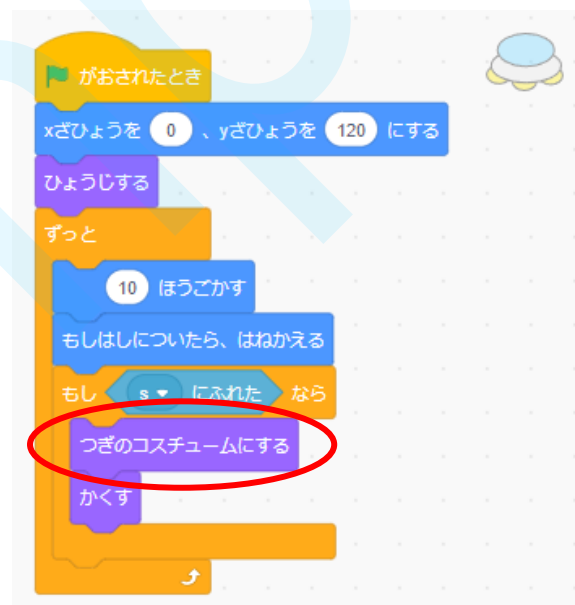 がおされたとき
xざひょうを 0 、yざひょうを 120 にする
ひょうじする
ずっと
10 ほうごかす
もしはしについたら、はねかえる
もし s にふれた なら
つぎのコスチュームにする
かくす